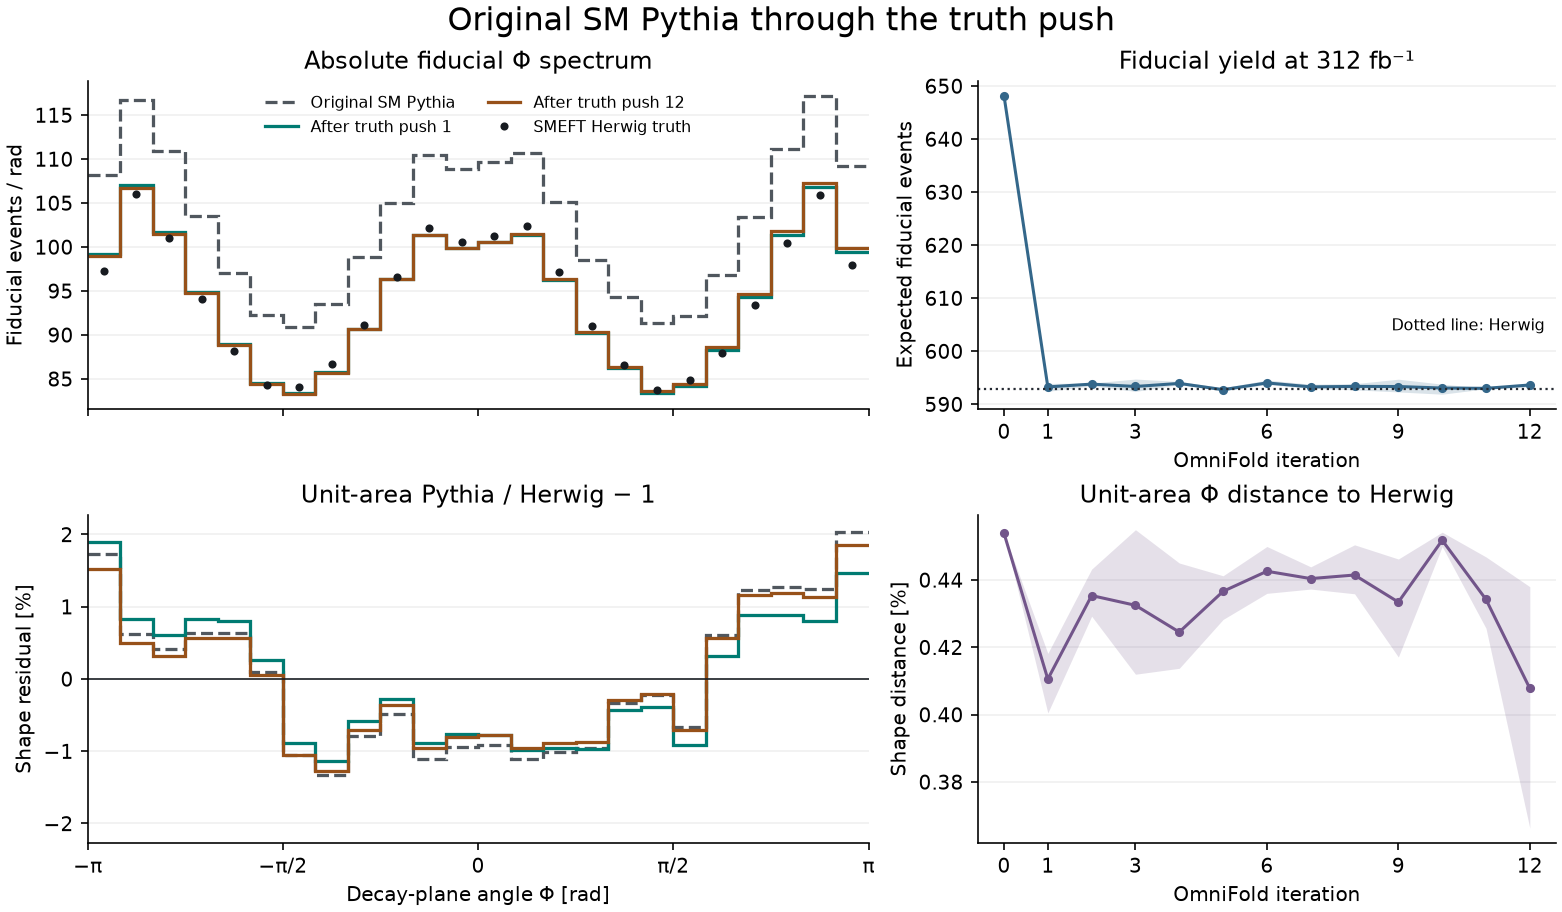 Original SM Pythia through the truth push
Absolute fiducial Φ spectrum
Original SM Pythia
After truth push 1
After truth push 12
SMEFT Herwig truth
Fiducial events / rad
115
110
105
100
95
90
85
Fiducial yield at 312 fb⁻¹
Expected fiducial events
650
640
630
620
610
600
590
Dotted line: Herwig
0 1 3 6 9 12
OmniFold iteration
Unit-area Pythia / Herwig − 1
Shape residual [%]
2
1
0
−1
−2
−π −π/2 0 π/2 π
Decay-plane angle Φ [rad]
Unit-area Φ distance to Herwig
Shape distance [%]
0.44
0.42
0.40
0.38
0 1 3 6 9 12
OmniFold iteration